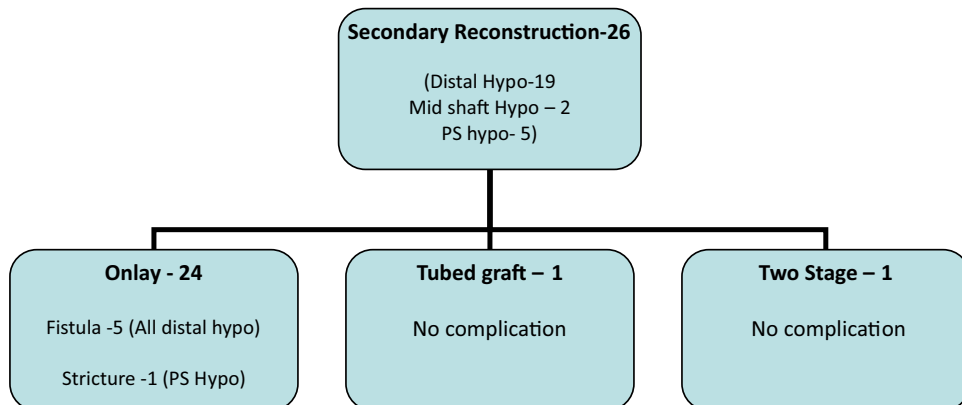 Secondary Reconstruction-26
(Distal Hypo-19
Mid shaft Hypo – 2
PS hypo- 5)
Onlay - 24
Fistula -5 (All distal hypo)
Stricture -1 (PS Hypo)
Tubed graft – 1
No complication
Two Stage – 1
No complication